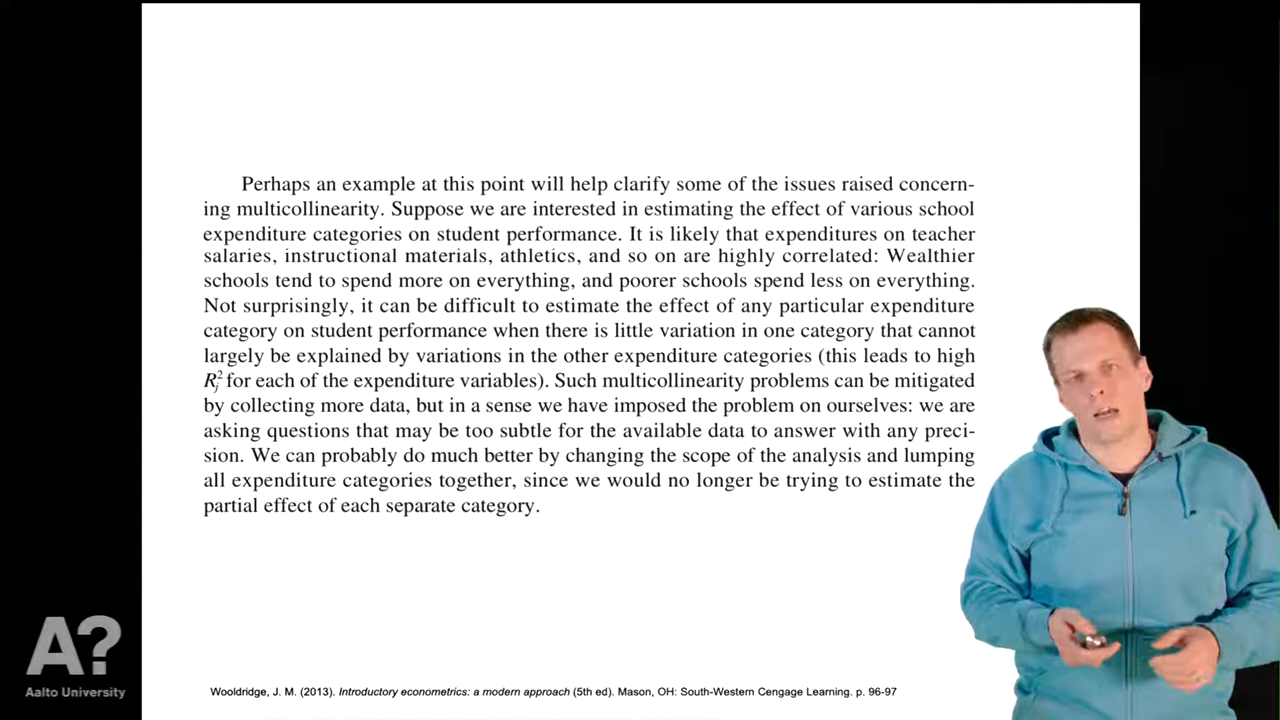 Perhaps an example at this point will help clarify some of the issues raised concern-
ing multicollinearity. Suppose we are interested in estimating the effect of various school
expenditure categories on student performance. It is likely that expenditures on teacher
salaries, instructional materials, athletics, and so on are highly correlated: Wealthier
schools tend to spend more on everything, and poorer schools spend less on everything.
Not surprisingly, it can be difficult to estimate the effect of any particular expenditure
category on student performance when there is little variation in one category that cannot
largely be explained by variations in the other expenditure categories (this leads to high
R²ⱼ for each of the expenditure variables). Such multicollinearity problems can be mitigated
by collecting more data, but in a sense we have imposed the problem on ourselves: we are
asking questions that may be too subtle for the available data to answer with any preci-
sion. We can probably do much better by changing the scope of the analysis and lumping
all expenditure categories together, since we would no longer be trying to estimate the
partial effect of each separate category.
A?
Aalto University
Wooldridge, J. M. (2013). Introductory econometrics: a modern approach (5th ed). Mason, OH: South-Western Cengage Learning. p. 96-97